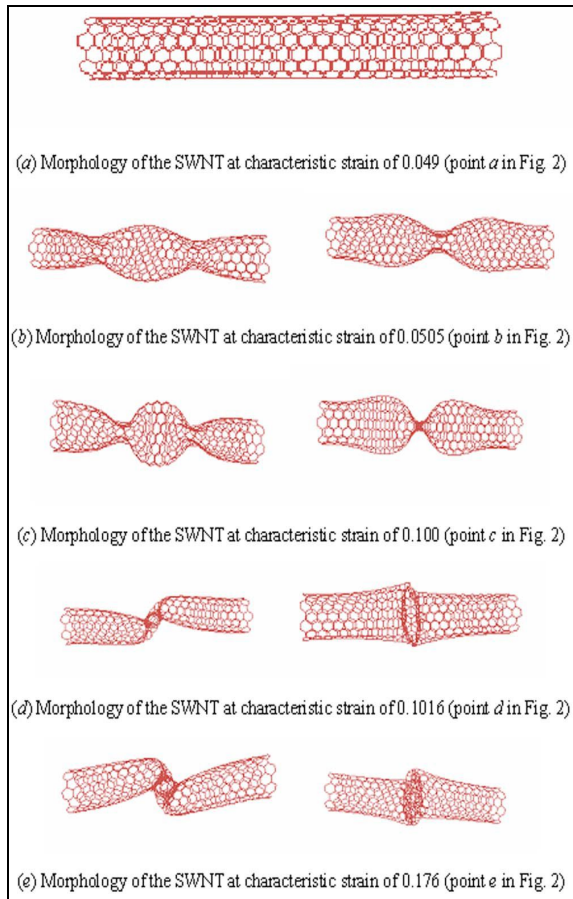 (a) Morphology of the SWNT at characteristic strain of 0.049 (point a in Fig. 2)
(b) Morphology of the SWNT at characteristic strain of 0.0505 (point b in Fig. 2)
(c) Morphology of the SWNT at characteristic strain of 0.100 (point c in Fig. 2)
(d) Morphology of the SWNT at characteristic strain of 0.1016 (point d in Fig. 2)
(e) Morphology of the SWNT at characteristic strain of 0.176 (point e in Fig. 2)